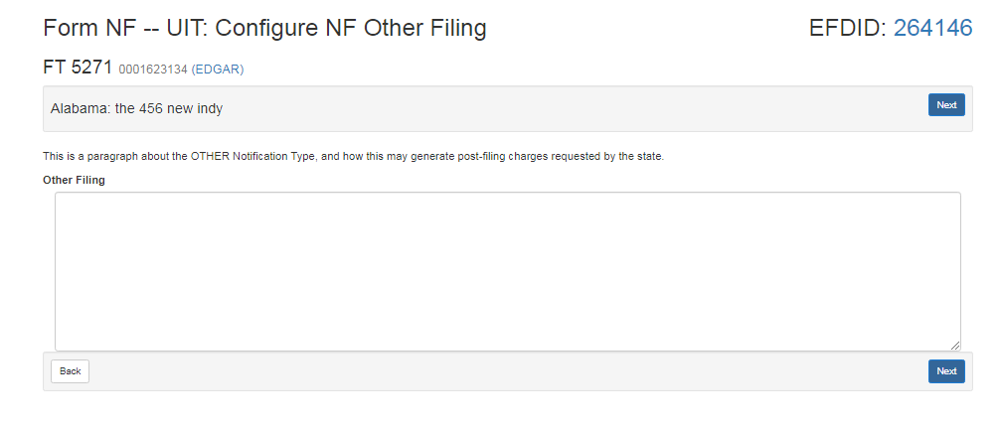 Form NF -- UIT: Configure NF Other Filing EFDID: 264146
FT 5271 0001623134 (EDGAR)
Alabama: the 456 new indy Next
This is a paragraph about the OTHER Notification Type, and how this may generate post-filing charges requested by the state.
Other Filing
Back Next